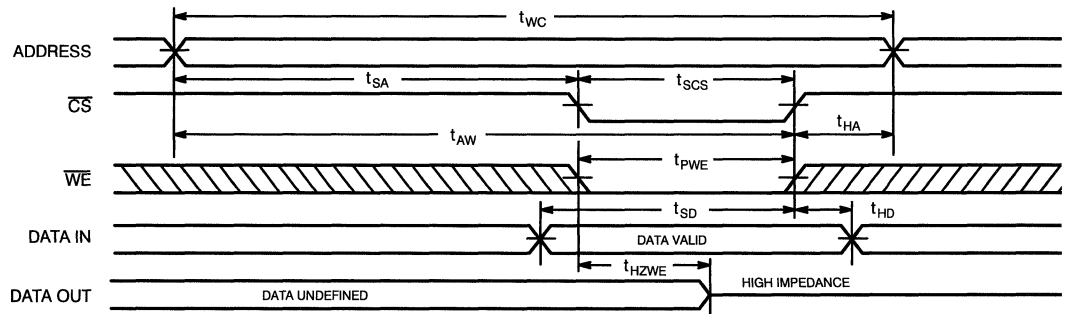 tWC
ADDRESS
tSA
tSCS
CS
tAW
tHA
WE
tPWE
tSD
tHD
DATA IN
DATA VALID
tHZWE
DATA OUT
DATA UNDEFINED
HIGH IMPEDANCE